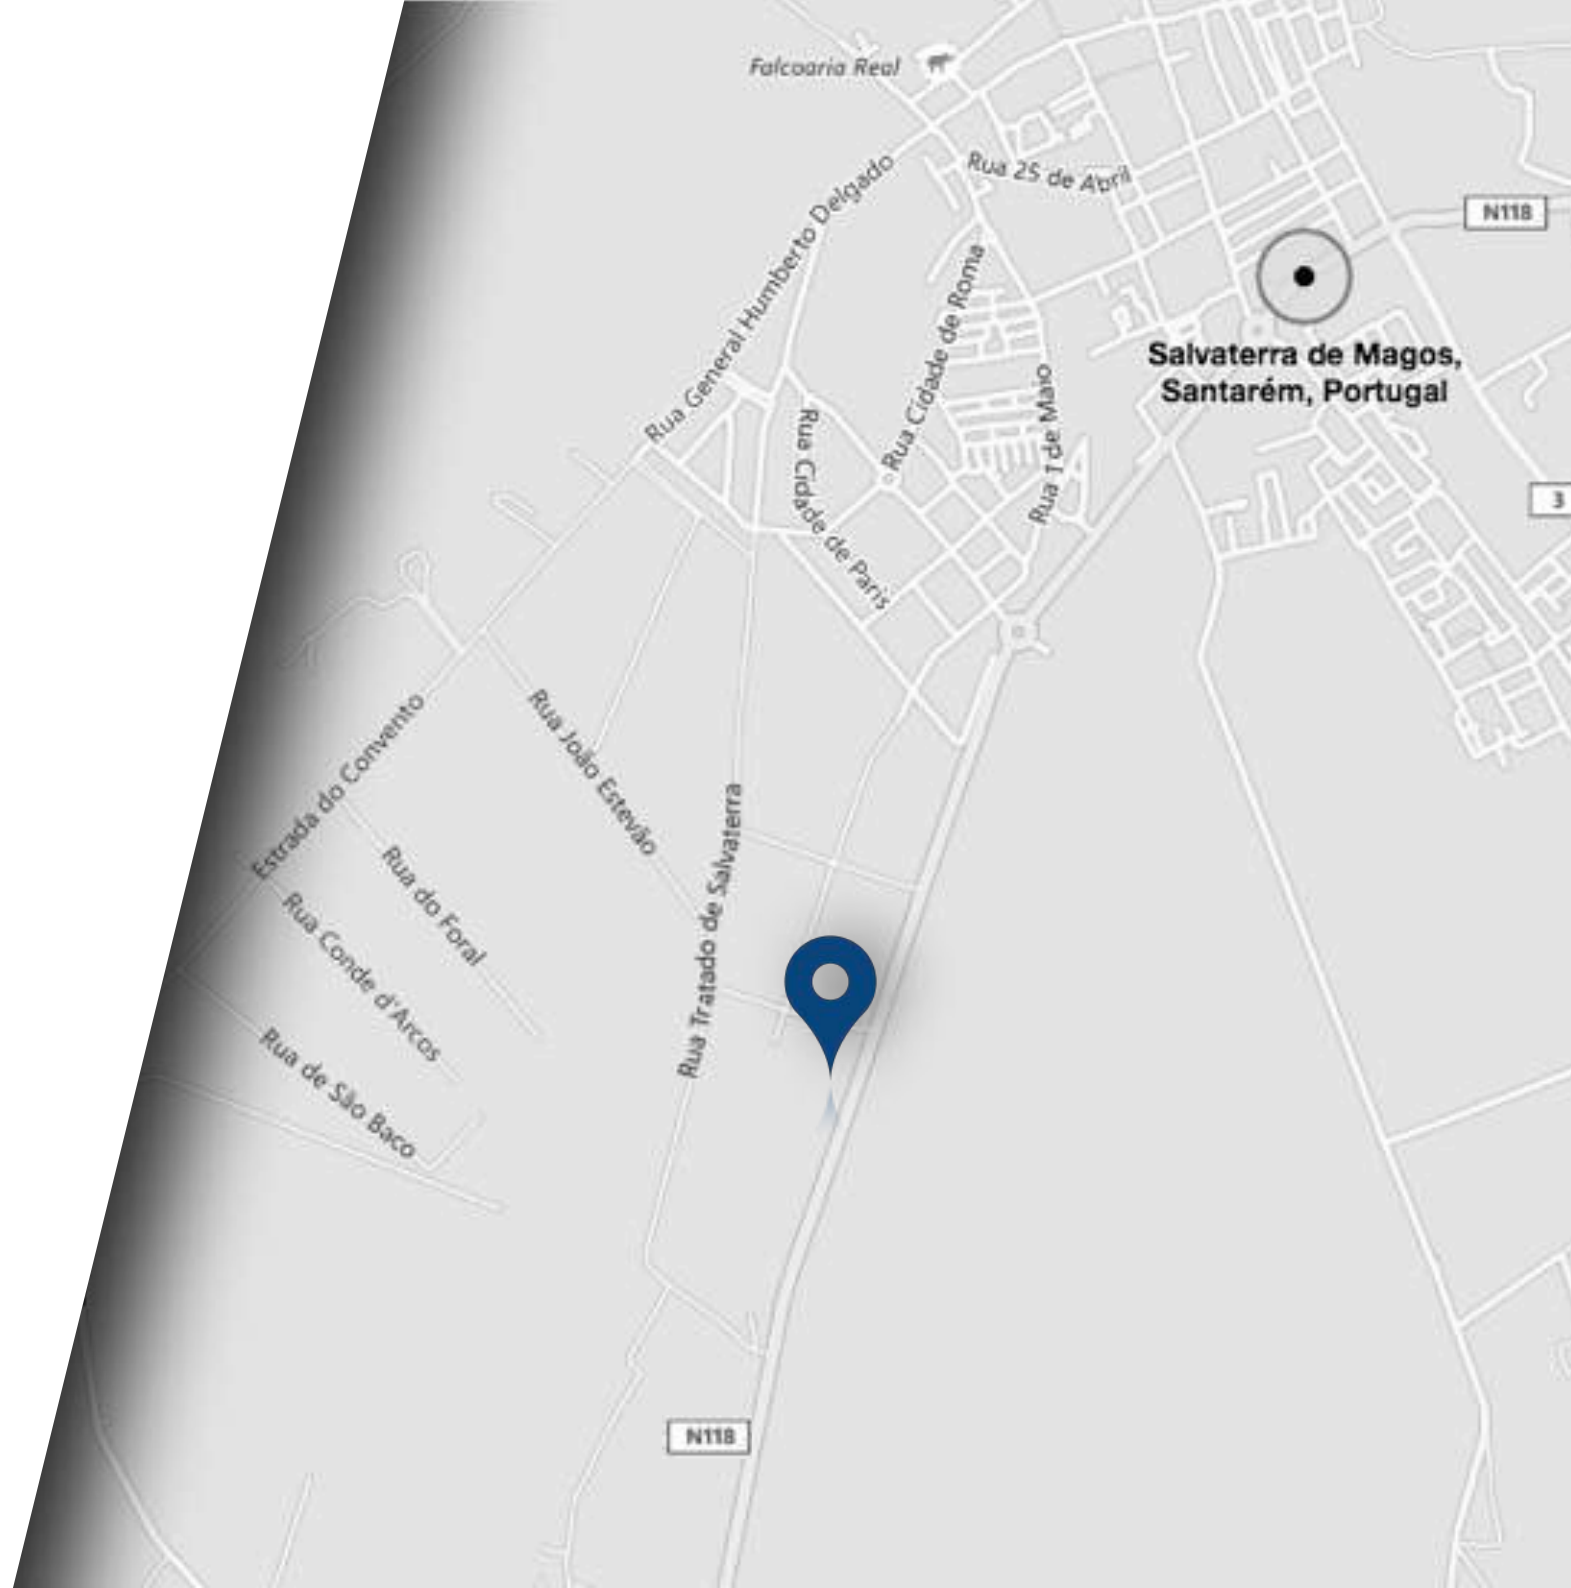 Falcoaria Real
Rua 25 de Abril
N118
Rua General Humberto Delgado
Rua Cidade de Roma
Salvaterra de Magos,
Santarém, Portugal
Rua 1 de Maio
Rua Cidade de Paris
3
Rua João Estevão
Estrada do Convento
Rua Tratado de Salvaterra
Rua do Foral
Rua Conde d'Arcos
Rua de São Baco
N118